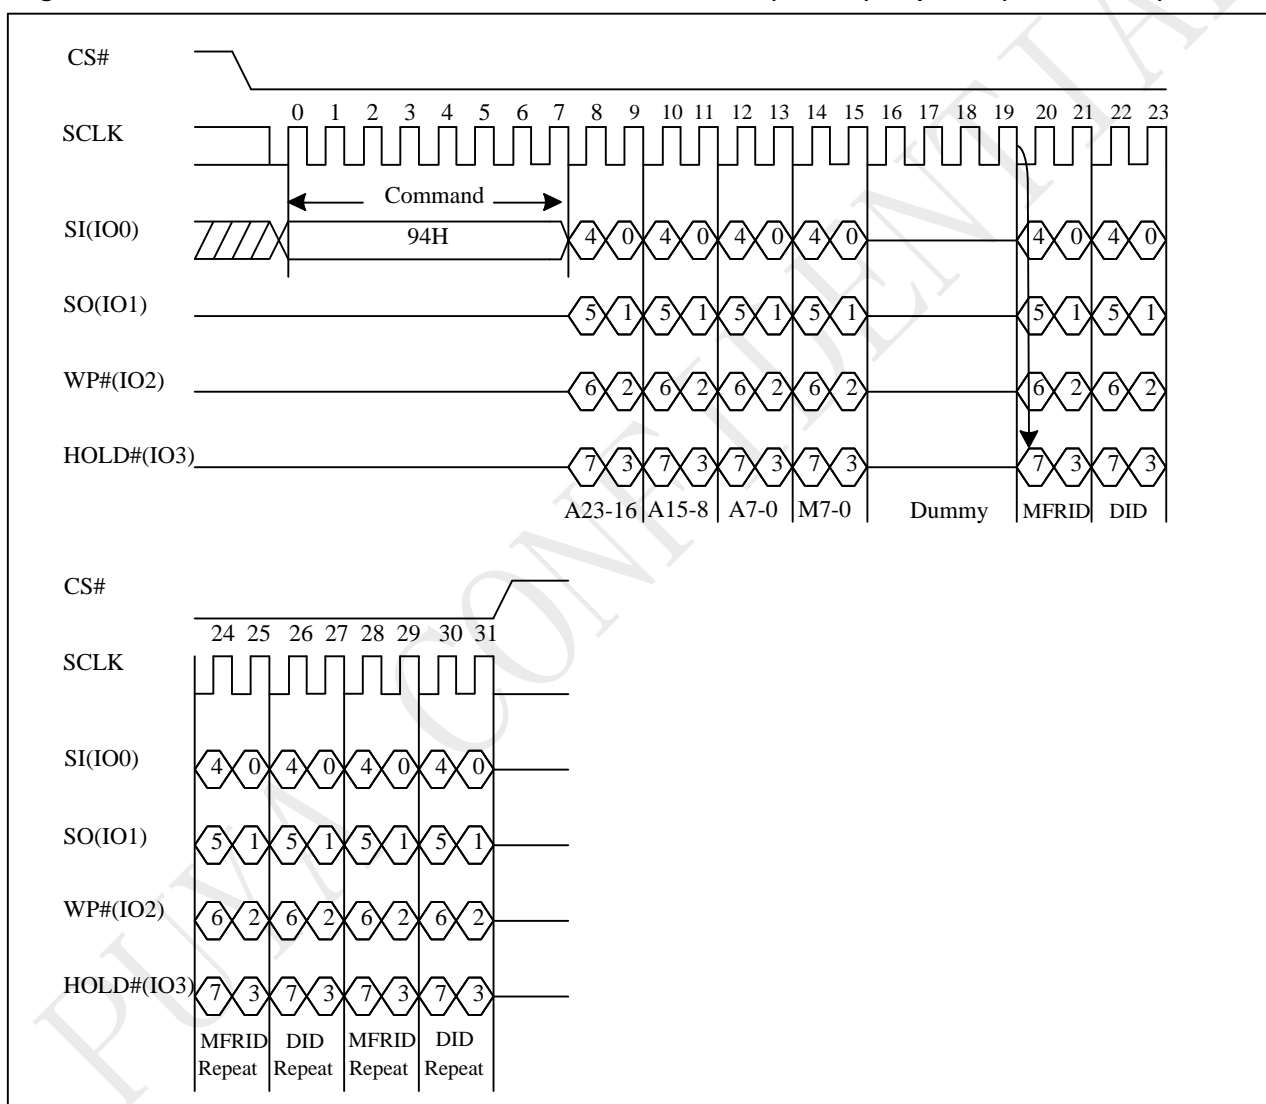 CS#
0 1 2 3 4 5 6 7 8 9 10 11 12 13 14 15 16 17 18 19 20 21 22 23
SCLK
Command
SI(IO0) 94H 4 0 4 0 4 0 4 0 4 0 4 0
SO(IO1) 5 1 5 1 5 1 5 1 5 1 5 1
WP#(IO2) 6 2 6 2 6 2 6 2 6 2 6 2
HOLD#(IO3) 7 3 7 3 7 3 7 3 7 3 7 3
A23-16 A15-8 A7-0 M7-0 Dummy MFRID DID
CS#
24 25 26 27 28 29 30 31
SCLK
SI(IO0) 4 0 4 0 4 0 4 0
SO(IO1) 5 1 5 1 5 1 5 1
WP#(IO2) 6 2 6 2 6 2 6 2
HOLD#(IO3) 7 3 7 3 7 3 7 3
MFRID DID MFRID DID
Repeat Repeat Repeat Repeat
PUYA CONFIDENTIAL